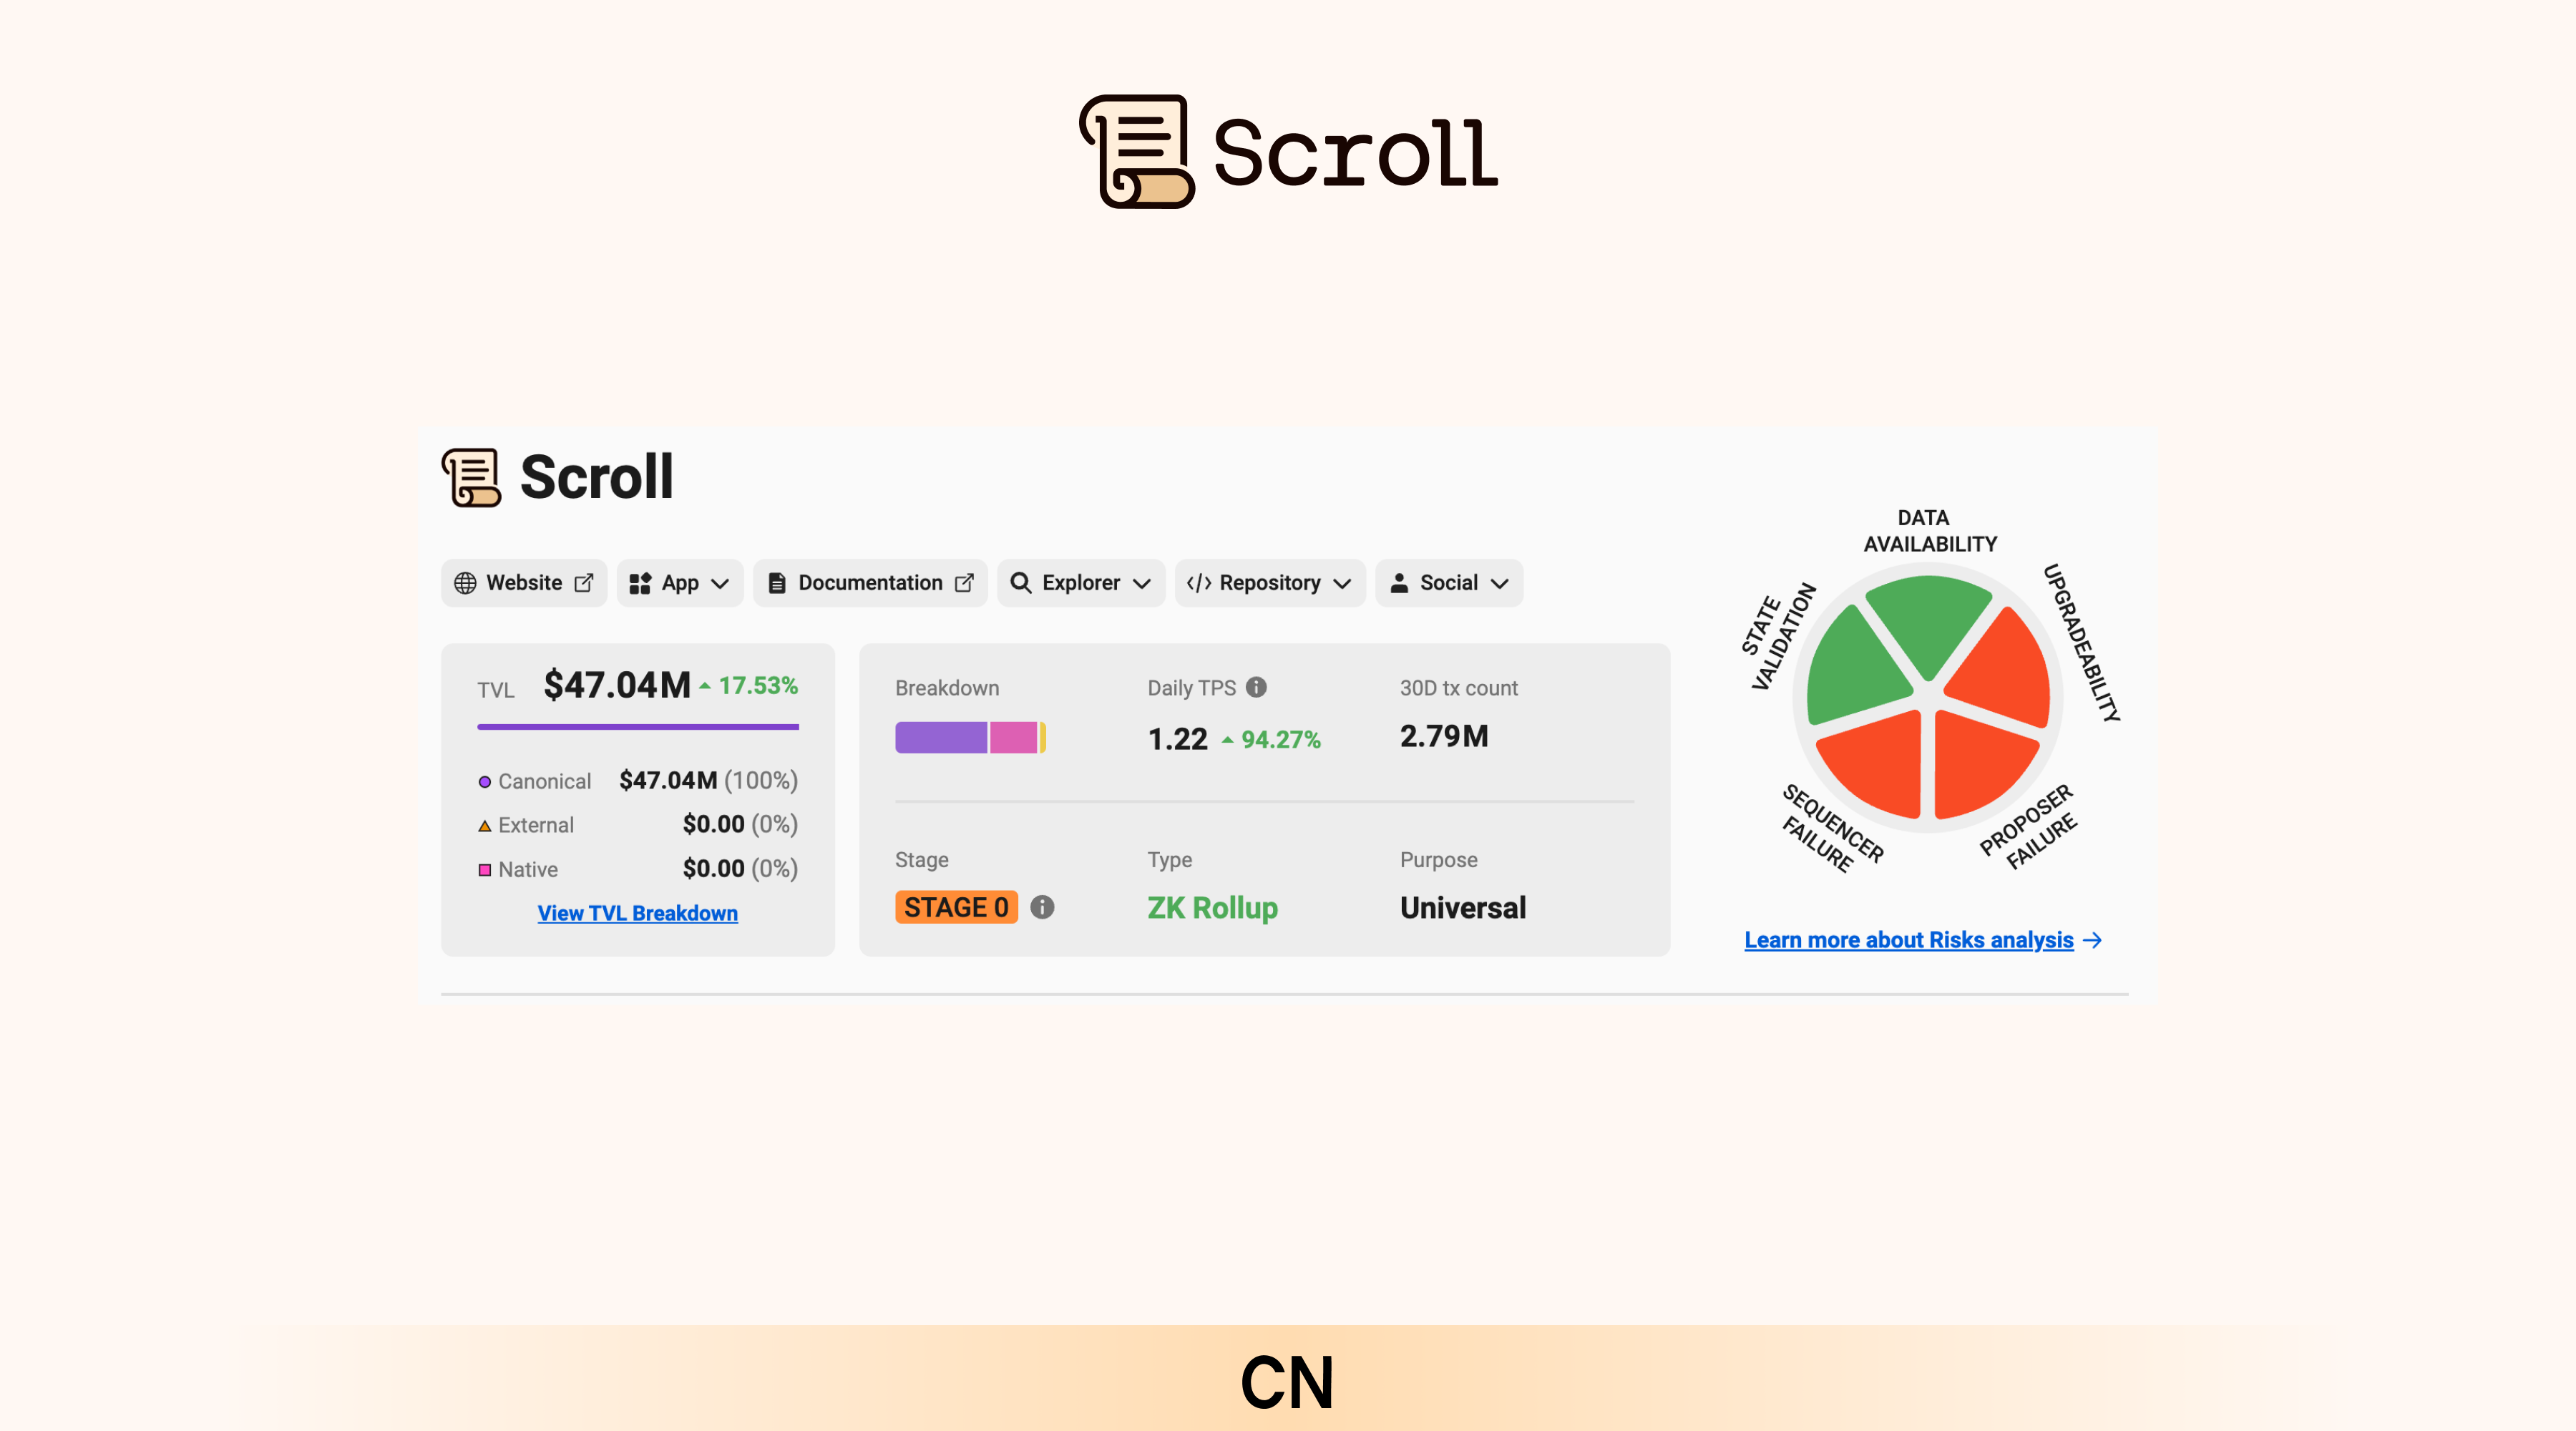 Scroll
Scroll
Website
App
Documentation
Explorer
Repository
Social
TVL $47.04M 17.53%
Canonical $47.04M (100%)
External $0.00 (0%)
Native $0.00 (0%)
View TVL Breakdown
Breakdown
Daily TPS
1.22 94.27%
30D tx count
2.79M
Stage
STAGE 0
Type
ZK Rollup
Purpose
Universal
DATA
AVAILABILITY
UPGRADEABILITY
PROPOSER
FAILURE
SEQUENCER
FAILURE
STATE
VALIDATION
Learn more about Risks analysis
CN